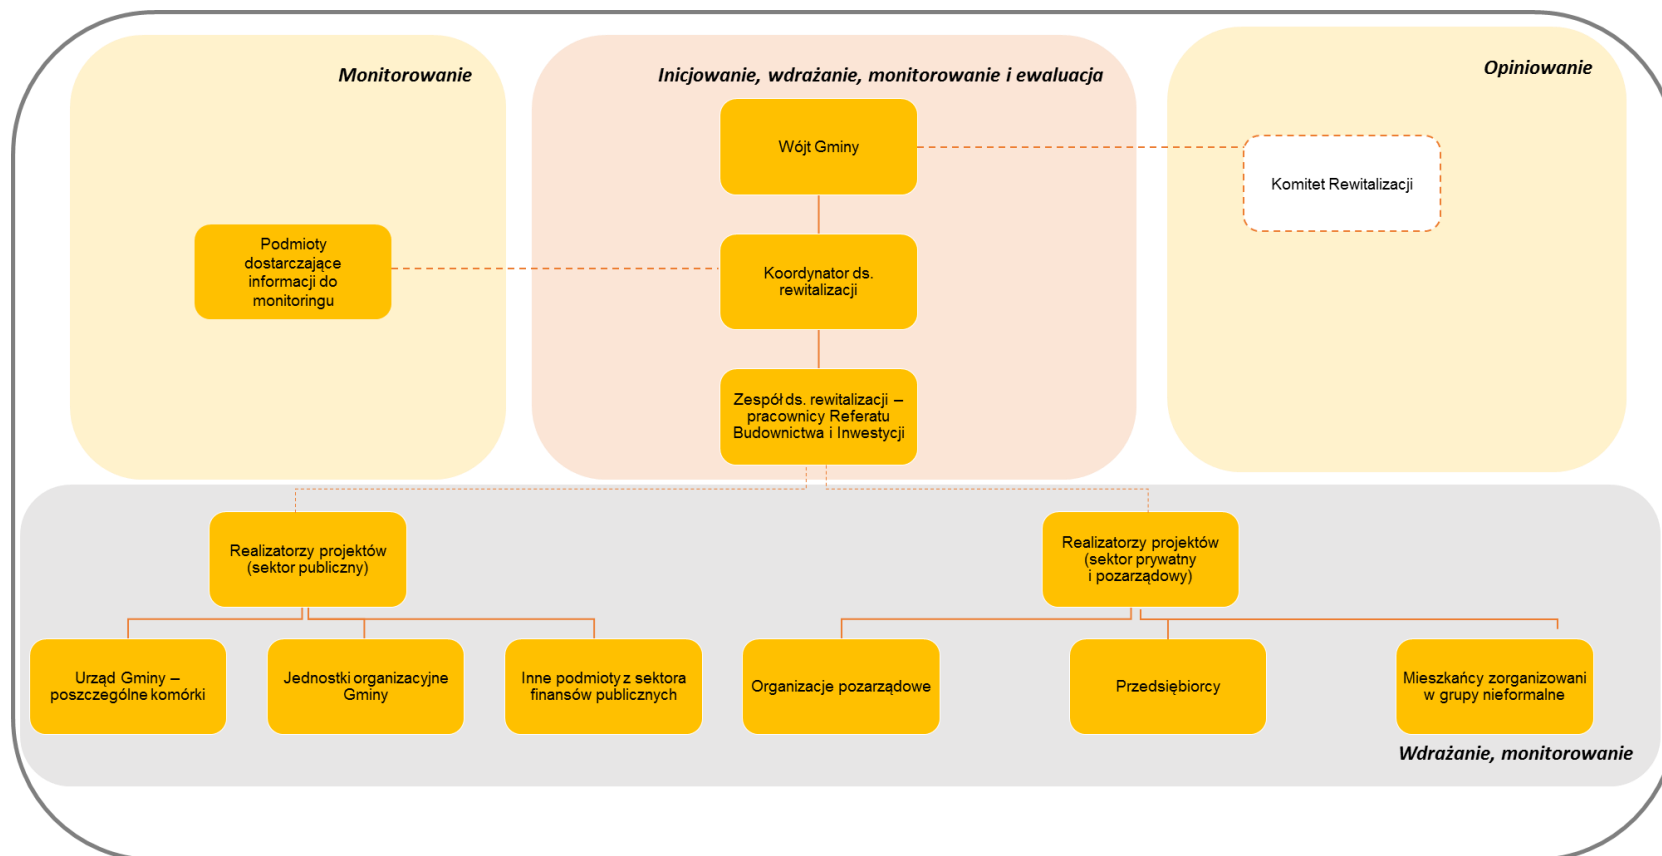 Monitorowanie
Inicjowanie, wdrażanie, monitorowanie i ewaluacja
Opiniowanie
Wójt Gminy
Komitet Rewitalizacji
Podmioty
dostarczające
informacji do
monitoringu
Koordynator ds.
rewitalizacji
Zespół ds. rewitalizacji –
pracownicy Referatu
Budownictwa i Inwestycji
Realizatorzy projektów
(sektor publiczny)
Realizatorzy projektów
(sektor prywatny
i pozarządowy)
Urząd Gminy –
poszczególne komórki
Jednostki organizacyjne
Gminy
Inne podmioty z sektora
finansów publicznych
Organizacje pozarządowe
Przedsiębiorcy
Mieszkańcy zorganizowani
w grupy nieformalne
Wdrażanie, monitorowanie